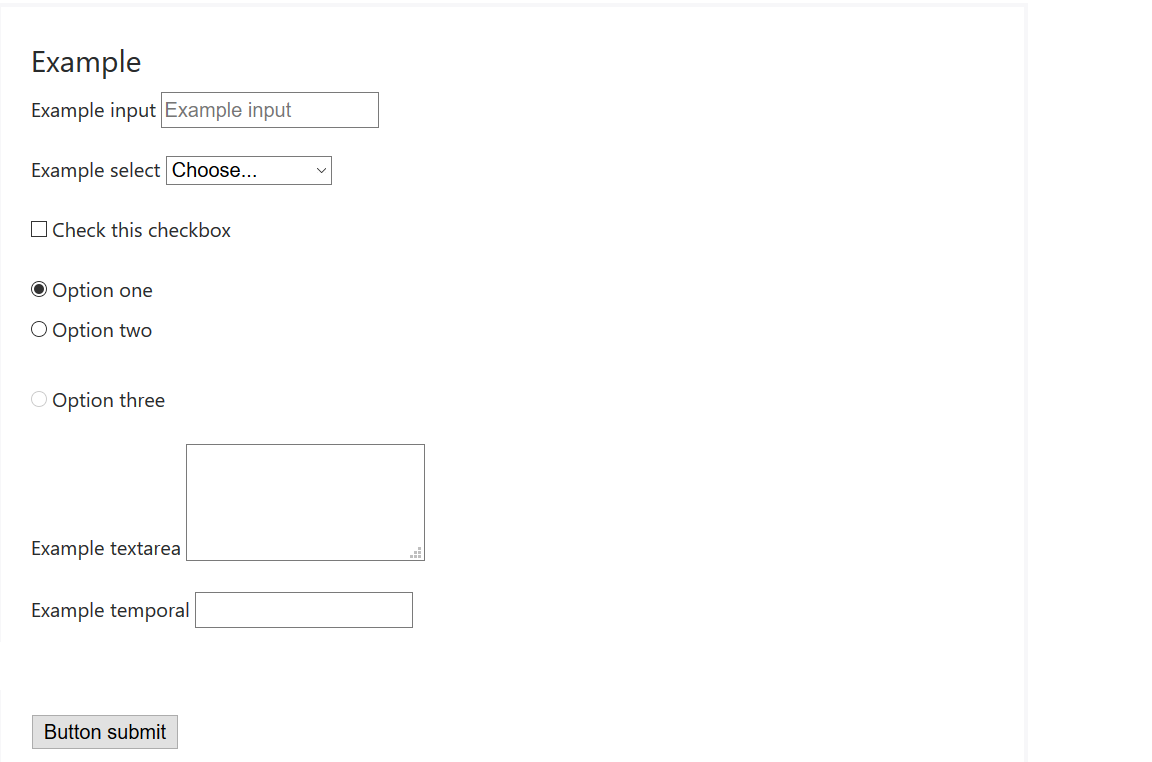 Example
Example input Example input
Example select Choose...
Check this checkbox
Option one
Option two
Option three
Example textarea
Example temporal
Button submit